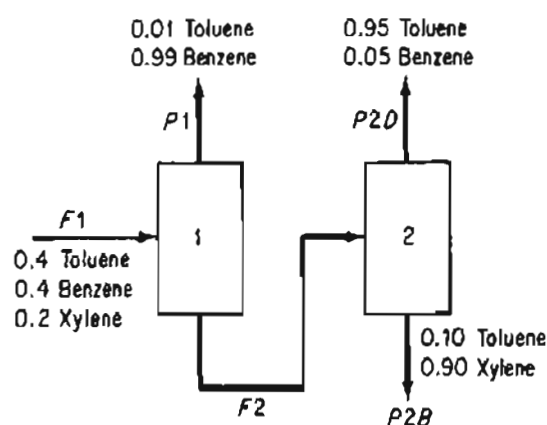 0.01 Toluene
0.99 Benzene
0.95 Toluene
0.05 Benzene
P1
P2D
F1
1
2
0.4 Toluene
0.4 Benzene
0.2 Xylene
0.10 Toluene
0.90 Xylene
F2
P2B